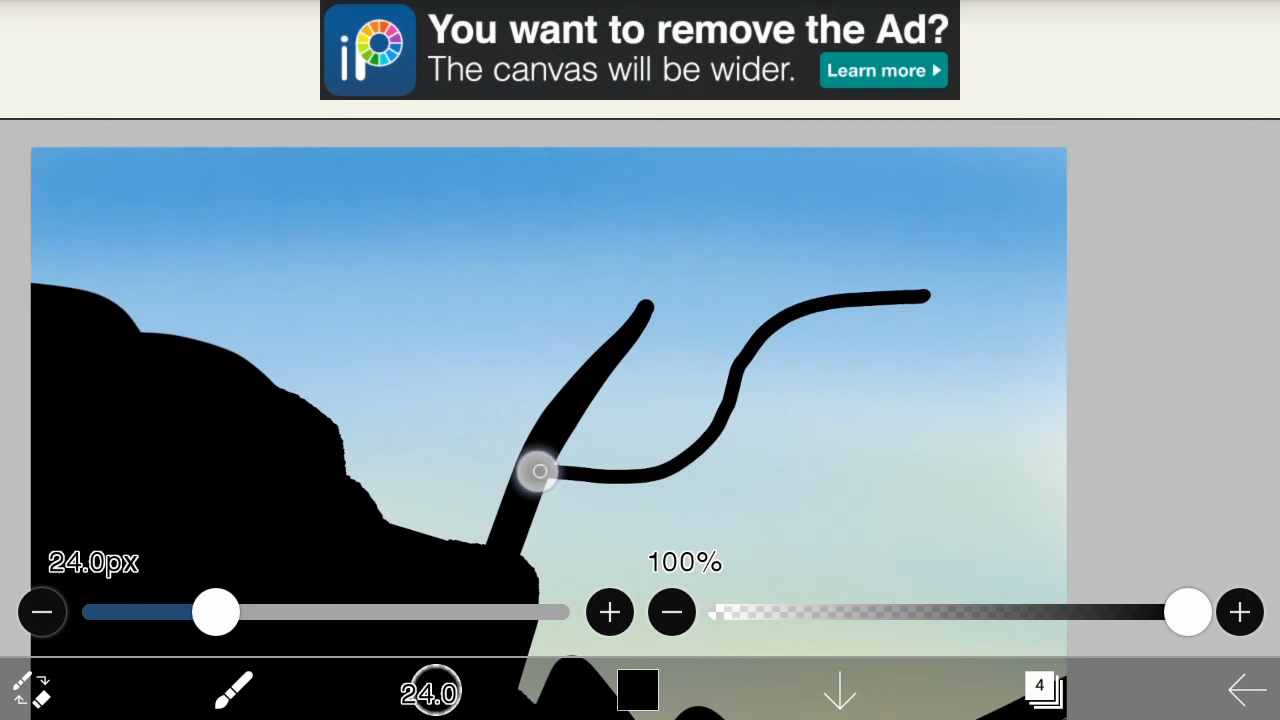 iP
You want to remove the Ad?
The canvas will be wider.
Learn more
24.0px
100%
24.0
4